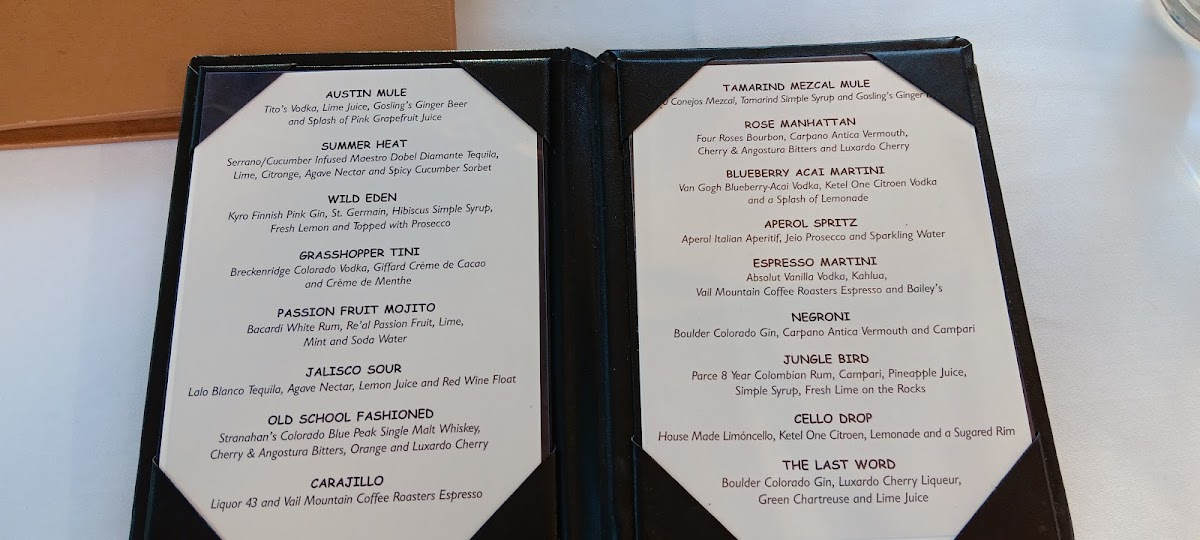 AUSTIN MULE
Tito's Vodka, Lime Juice, Gosling's Ginger Beer
and Splash of Pink Grapefruit Juice
SUMMER HEAT
Serrano/Cucumber Infused Maestro Dobel Diamante Tequila,
Lime, Citronge, Agave Nectar and Spicy Cucumber Sorbet
WILD EDEN
Kyro Finnish Pink Gin, St. Germain, Hibiscus Simple Syrup,
Fresh Lemon and Topped with Prosecco
GRASSHOPPER TINI
Breckenridge Colorado Vodka, Giffard Crème de Cacao
and Crème de Menthe
PASSION FRUIT MOJITO
Bacardi White Rum, Re'al Passion Fruit, Lime,
Mint and Soda Water
JALISCO SOUR
Lalo Blanco Tequila, Agave Nectar, Lemon Juice and Red Wine Float
OLD SCHOOL FASHIONED
Stranahan's Colorado Blue Peak Single Malt Whiskey,
Cherry & Angostura Bitters, Orange and Luxardo Cherry
CARAJILLO
Liquor 43 and Vail Mountain Coffee Roasters Espresso
TAMARIND MEZCAL MULE
Conejos Mezcal, Tamarind Simple Syrup and Gosling's Ginger
ROSE MANHATTAN
Four Roses Bourbon, Carpano Antica Vermouth,
Cherry & Angostura Bitters and Luxardo Cherry
BLUEBERRY ACAI MARTINI
Van Gogh Blueberry-Acai Vodka, Ketel One Citroen Vodka
and a Splash of Lemonade
APEROL SPRITZ
Aperol Italian Aperitif, Jeio Prosecco and Sparkling Water
ESPRESSO MARTINI
Absolut Vanilla Vodka, Kahlua,
Vail Mountain Coffee Roasters Espresso and Bailey's
NEGRONI
Boulder Colorado Gin, Carpano Antica Vermouth and Campari
JUNGLE BIRD
Parce 8 Year Colombian Rum, Campari, Pineapple Juice,
Simple Syrup, Fresh Lime on the Rocks
CELLO DROP
House Made Limóncello, Ketel One Citroen, Lemonade and a Sugared Rim
THE LAST WORD
Boulder Colorado Gin, Luxardo Cherry Liqueur,
Green Chartreuse and Lime Juice